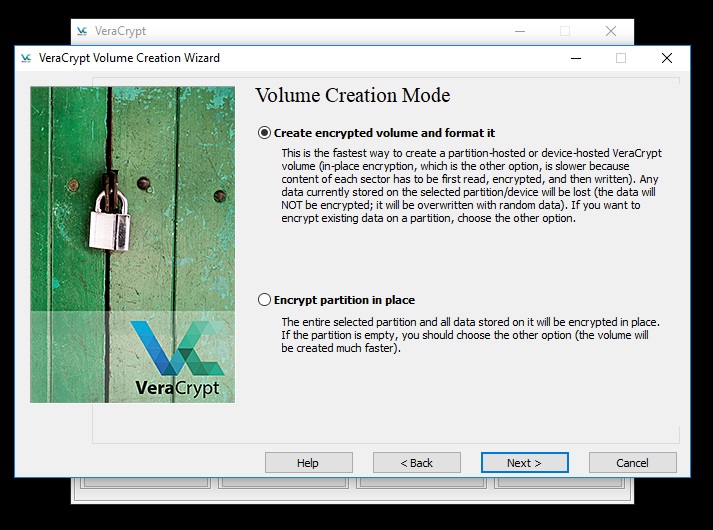 VeraCrypt
VeraCrypt Volume Creation Wizard
Volume Creation Mode
Create encrypted volume and format it
This is the fastest way to create a partition-hosted or device-hosted VeraCrypt
volume (in-place encryption, which is the other option, is slower because
content of each sector has to be first read, encrypted, and then written). Any
data currently stored on the selected partition/device will be lost (the data will
NOT be encrypted; it will be overwritten with random data). If you want to
encrypt existing data on a partition, choose the other option.
Encrypt partition in place
The entire selected partition and all data stored on it will be encrypted in place.
If the partition is empty, you should choose the other option (the volume will
be created much faster).
VeraCrypt
Help
< Back
Next >
Cancel